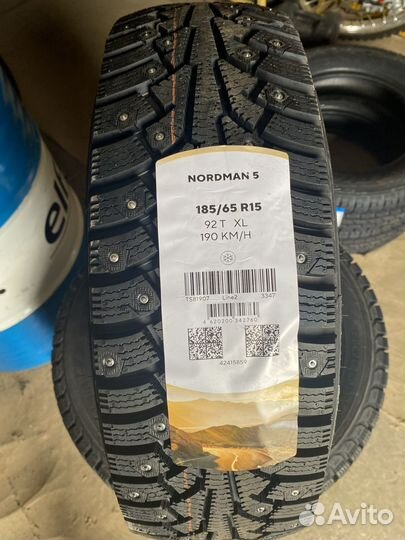 NORDMAN 5
185/65 R15
92 T XL
190 KM/H
TS81907 Line2 3347
4 620200 342760
42415859
Avito